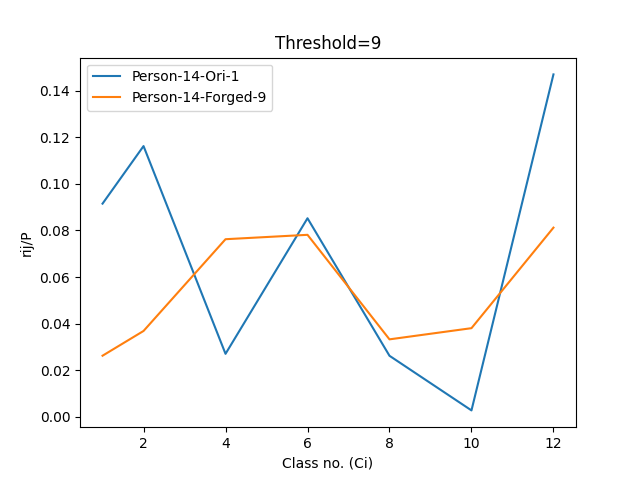 Threshold=9
Person-14-Ori-1
Person-14-Forged-9
rij/P
0.14
0.12
0.10
0.08
0.06
0.04
0.02
0.00
2 4 6 8 10 12
Class no. (Ci)